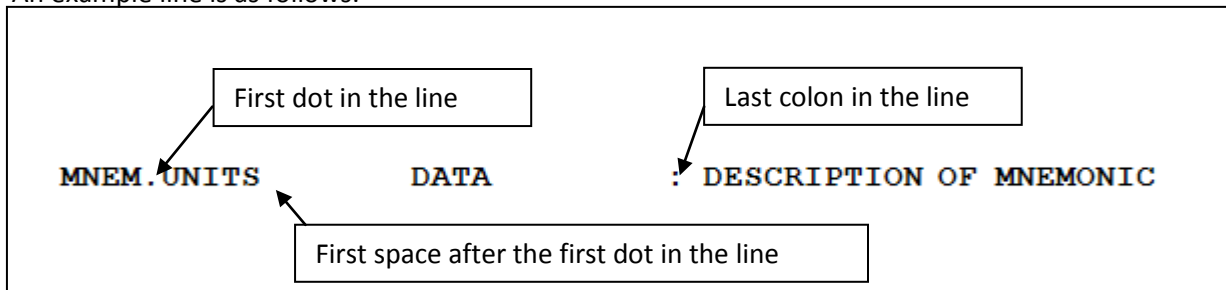 An example line is as follows:
First dot in the line
Last colon in the line
MNEM.UNITS DATA : DESCRIPTION OF MNEMONIC
First space after the first dot in the line